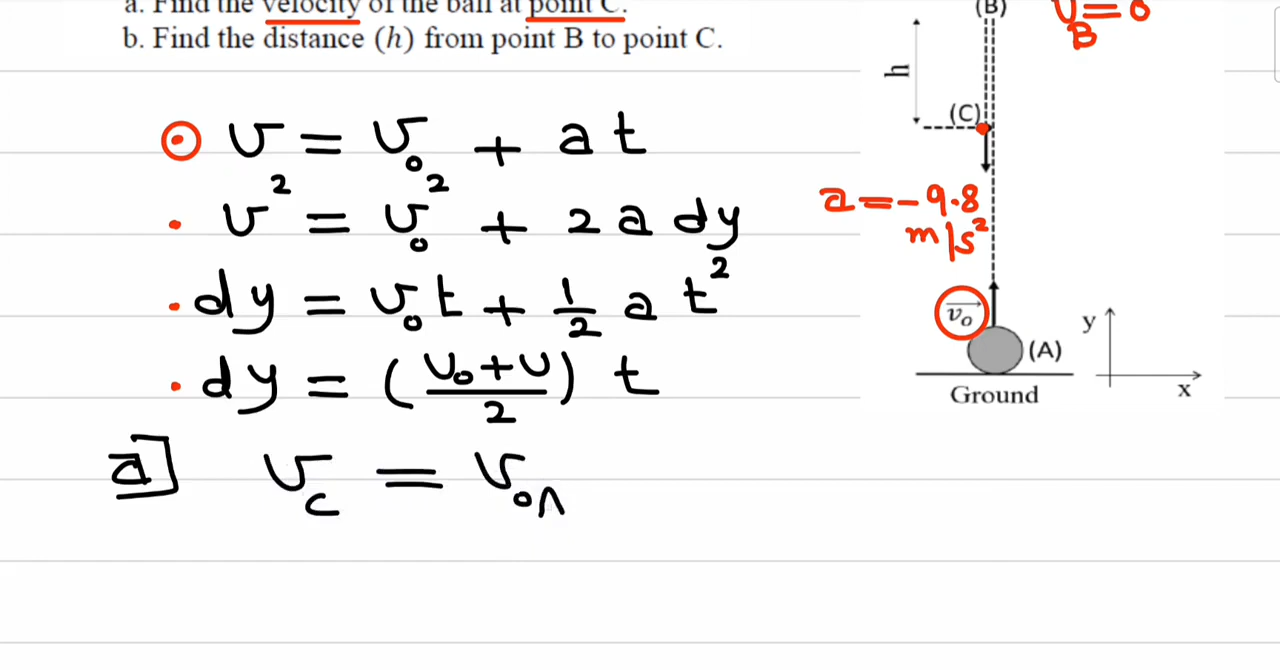 a. Find the velocity of the ball at point C.
b. Find the distance (h) from point B to point C.
(B)
v_B = 0
h
(C)
v = v₀ + at
v² = v₀² + 2 a dy
a = -9.8
m/s²
dy = v₀t + 1/2 a t²
v₀
y
(A)
dy = (v₀+v/2) t
x
Ground
a] v_c = v₀